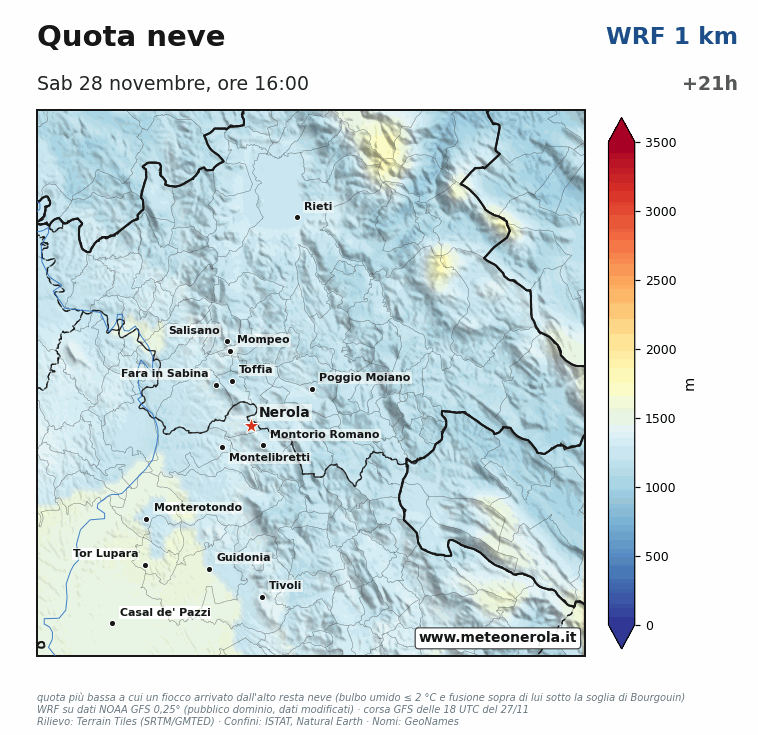 Quota neve
WRF 1 km
Sab 28 novembre, ore 16:00
+21h
Rieti
Salisano
Mompeo
Toffia
Fara in Sabina
Poggio Moiano
Nerola
Montorio Romano
Montelibretti
Monterotondo
Tor Lupara
Guidonia
Tivoli
Casal de' Pazzi
www.meteonerola.it
3500
3000
2500
2000
1500
1000
500
0
m
quota più bassa a cui un fiocco arrivato dall'alto resta neve (bulbo umido ≤ 2 °C e fusione sopra di lui sotto la soglia di Bourgouin)
WRF su dati NOAA GFS 0,25° (pubblico dominio, dati modificati) · corsa GFS delle 18 UTC del 27/11
Rilievo: Terrain Tiles (SRTM/GMTED) · Confini: ISTAT, Natural Earth · Nomi: GeoNames